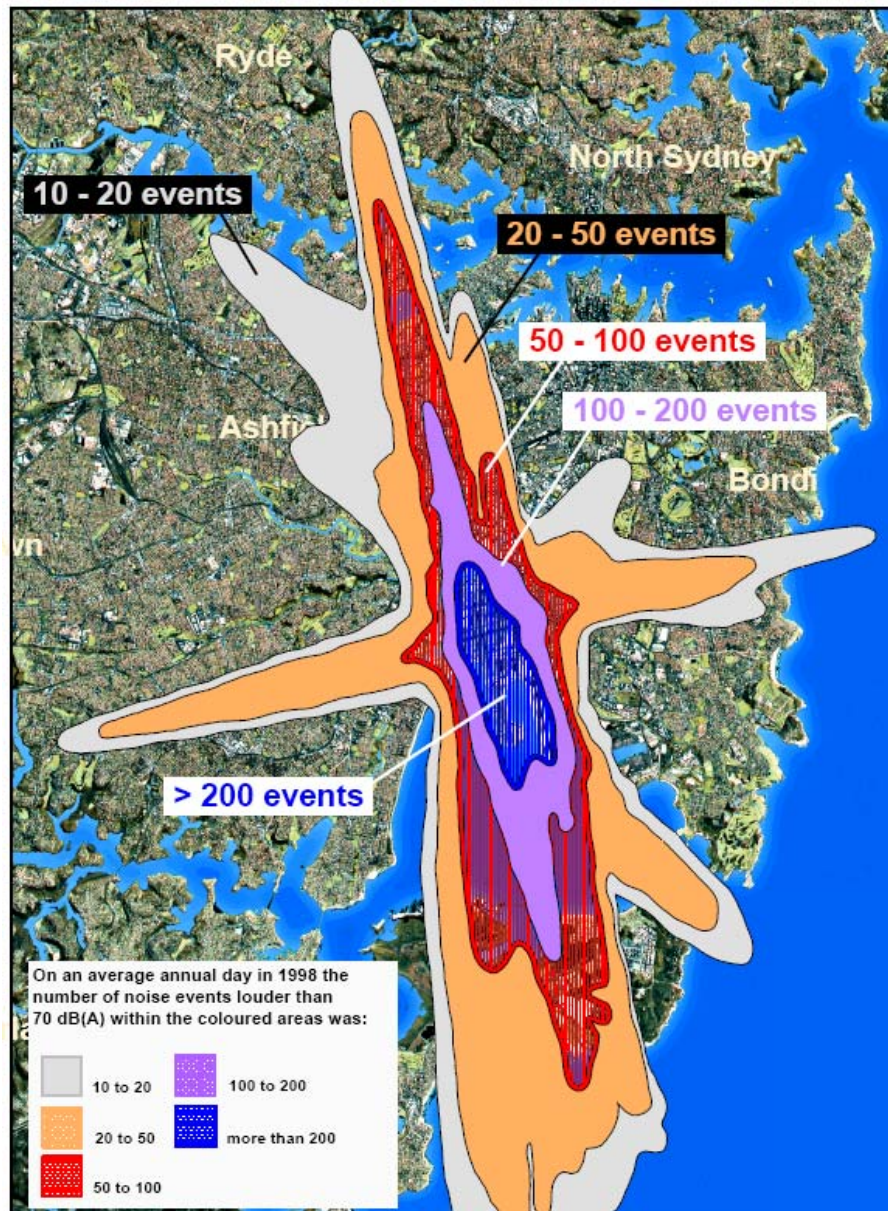 Ryde
North Sydney
10 - 20 events
20 - 50 events
50 - 100 events
100 - 200 events
Ashfi
Bondi
wn
> 200 events
On an average annual day in 1998 the
number of noise events louder than
70 dB(A) within the coloured areas was:
10 to 20
100 to 200
20 to 50
more than 200
50 to 100